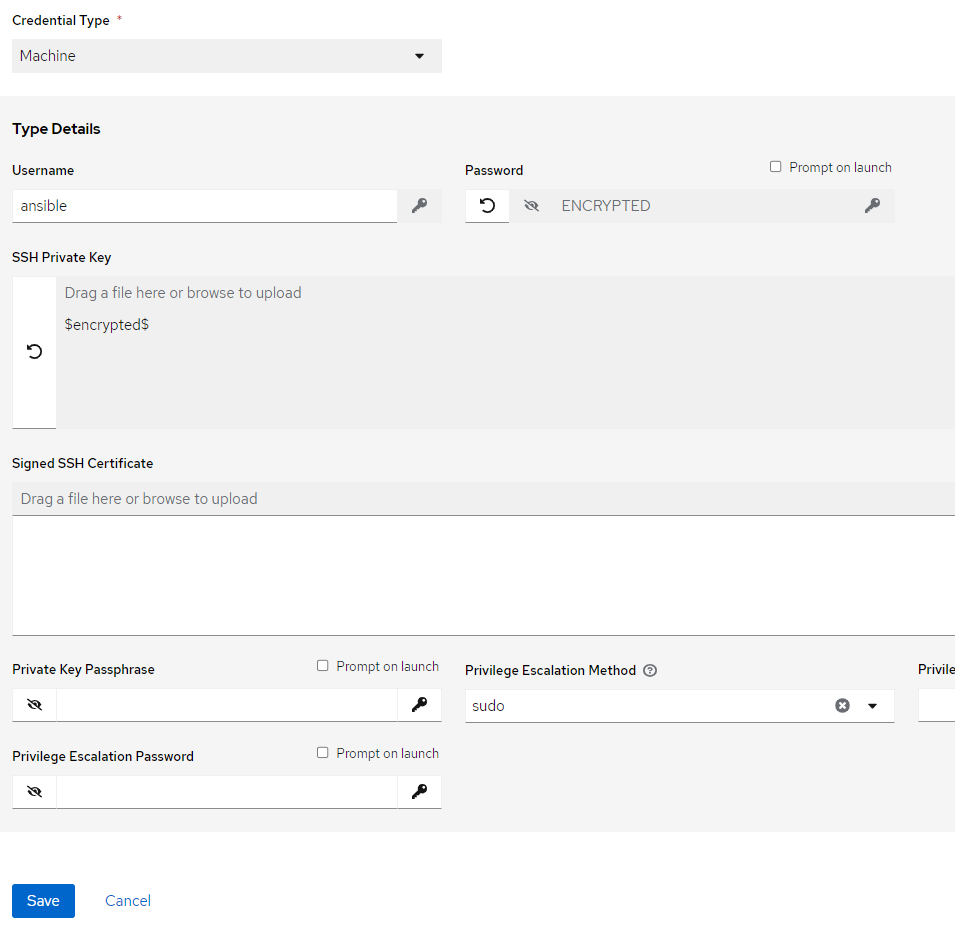 Credential Type *
Machine
Type Details
Username
Password
Prompt on launch
ansible
ENCRYPTED
SSH Private Key
Drag a file here or browse to upload
$encrypted$
Signed SSH Certificate
Drag a file here or browse to upload
Private Key Passphrase
Prompt on launch
Privilege Escalation Method
Privile
sudo
Privilege Escalation Password
Prompt on launch
Save
Cancel